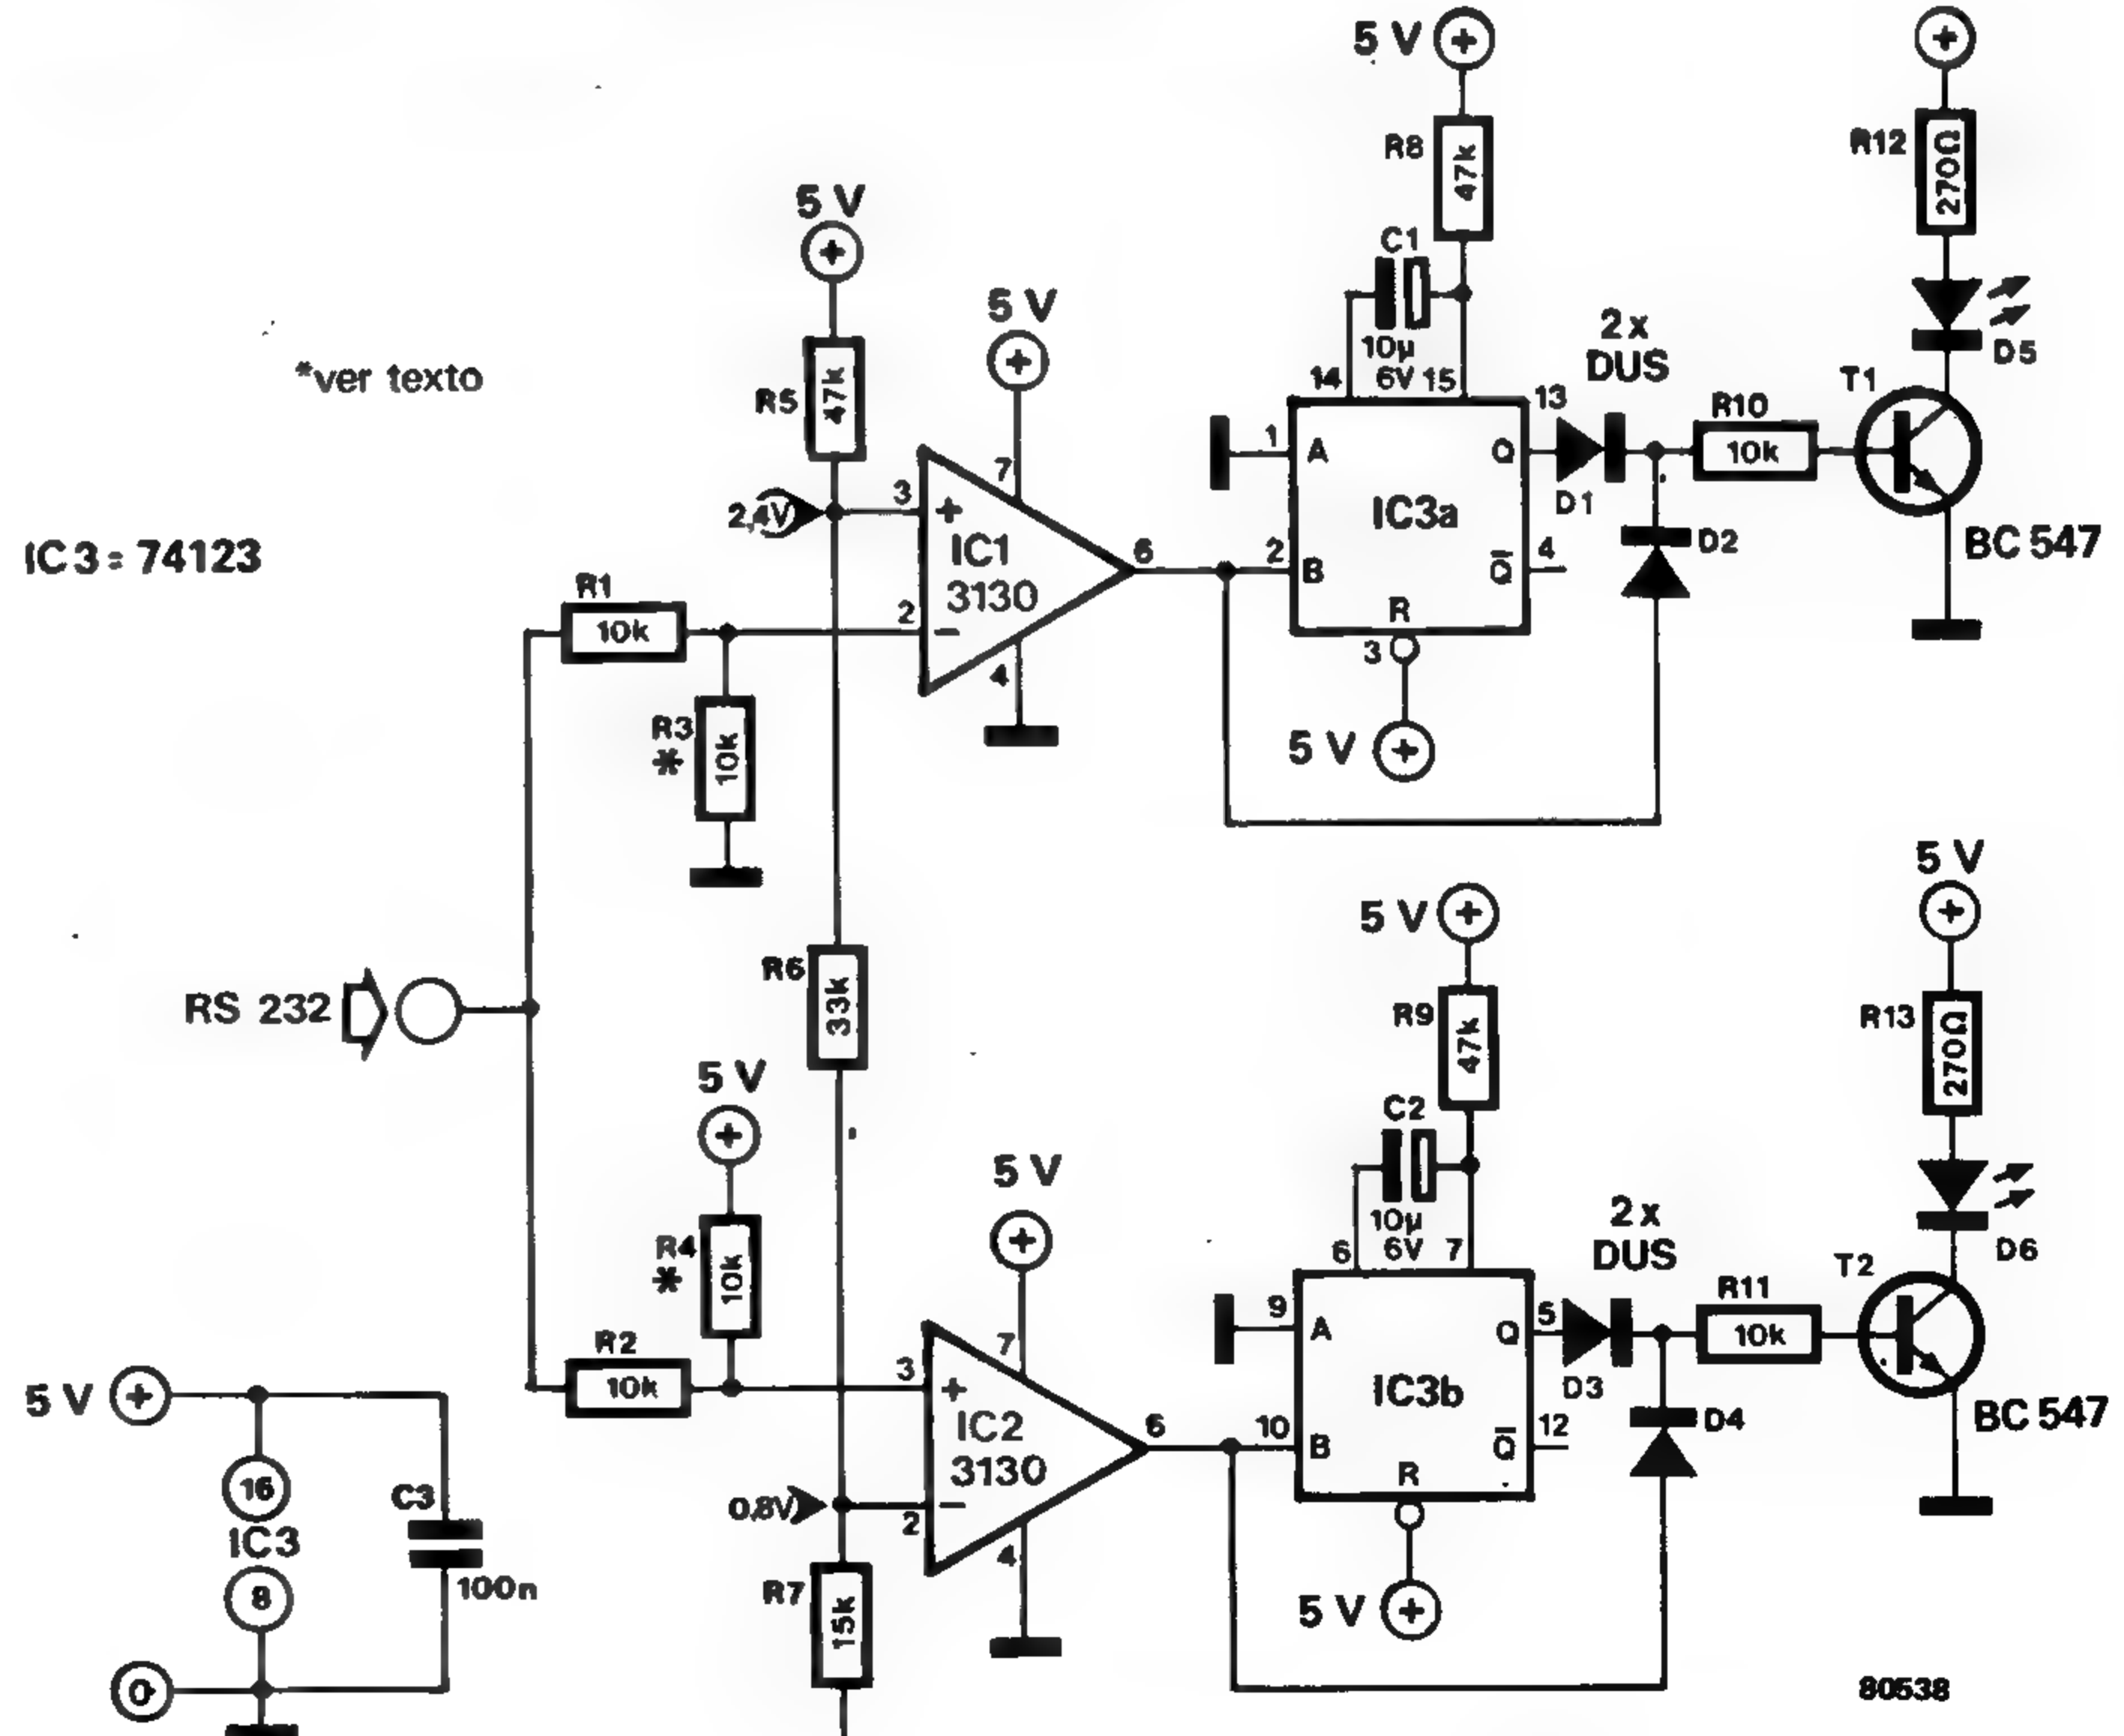 5 V
R12
270Ω
R8
47k
C1
10µ
6V
14
15
5 V
5 V
*ver texto
R5
47k
2,4V
3
7
IC1
3130
6
2
4
IC3 = 74123
R1
10k
R3
*
10k
1
A
2
B
IC3a
Q
13
Q̄
4
R
3
5 V
2x
DUS
D1
D2
R10
10k
T1
D5
BC 547
RS 232
R6
33k
5 V
R4
*
10k
R2
10k
5 V
3
7
IC2
3130
6
0,8V
2
4
R7
15k
5 V
R9
47k
C2
10µ
6V
6
7
9
A
10
B
IC3b
Q
5
Q̄
12
R
5 V
2x
DUS
D3
D4
R11
10k
T2
5 V
R13
270Ω
D6
BC 547
5 V
16
IC3
8
0
C3
100n
80538